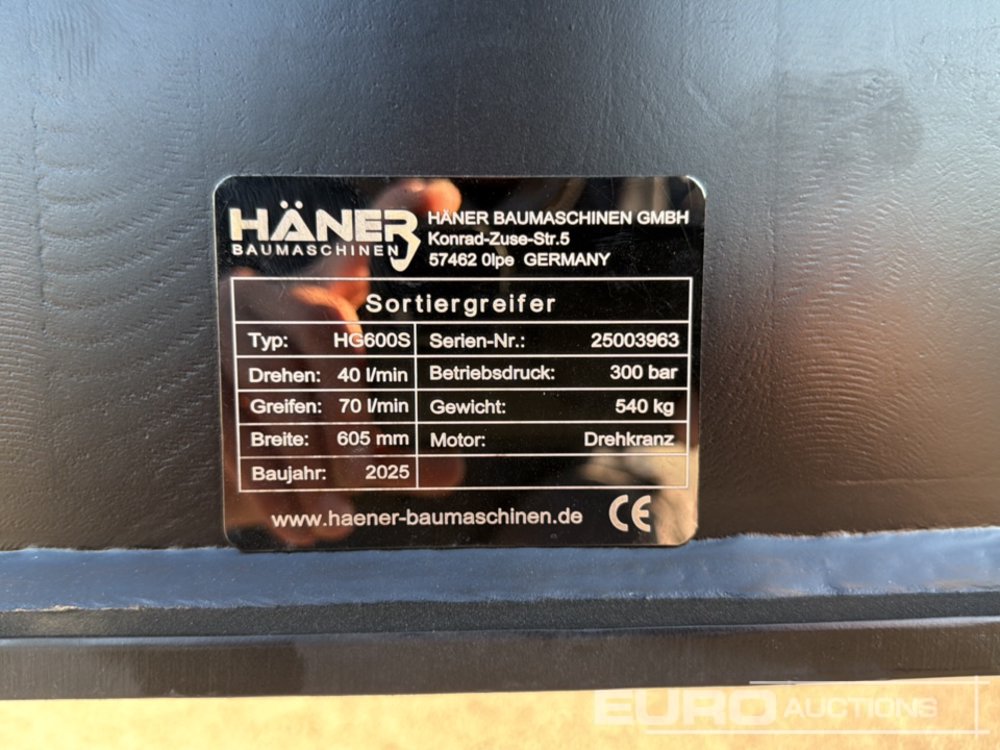 HÄNER
BAUMASCHINEN
HÄNER BAUMASCHINEN GMBH
Konrad-Zuse-Str.5
57462 Olpe GERMANY
Sortiergreifer
Typ: HG600S
Serien-Nr.: 25003963
Drehen: 40 l/min
Betriebsdruck: 300 bar
Greifen: 70 l/min
Gewicht: 540 kg
Breite: 605 mm
Motor: Drehkranz
Baujahr: 2025
www.haener-baumaschinen.de CE
EURO AUCTIONS